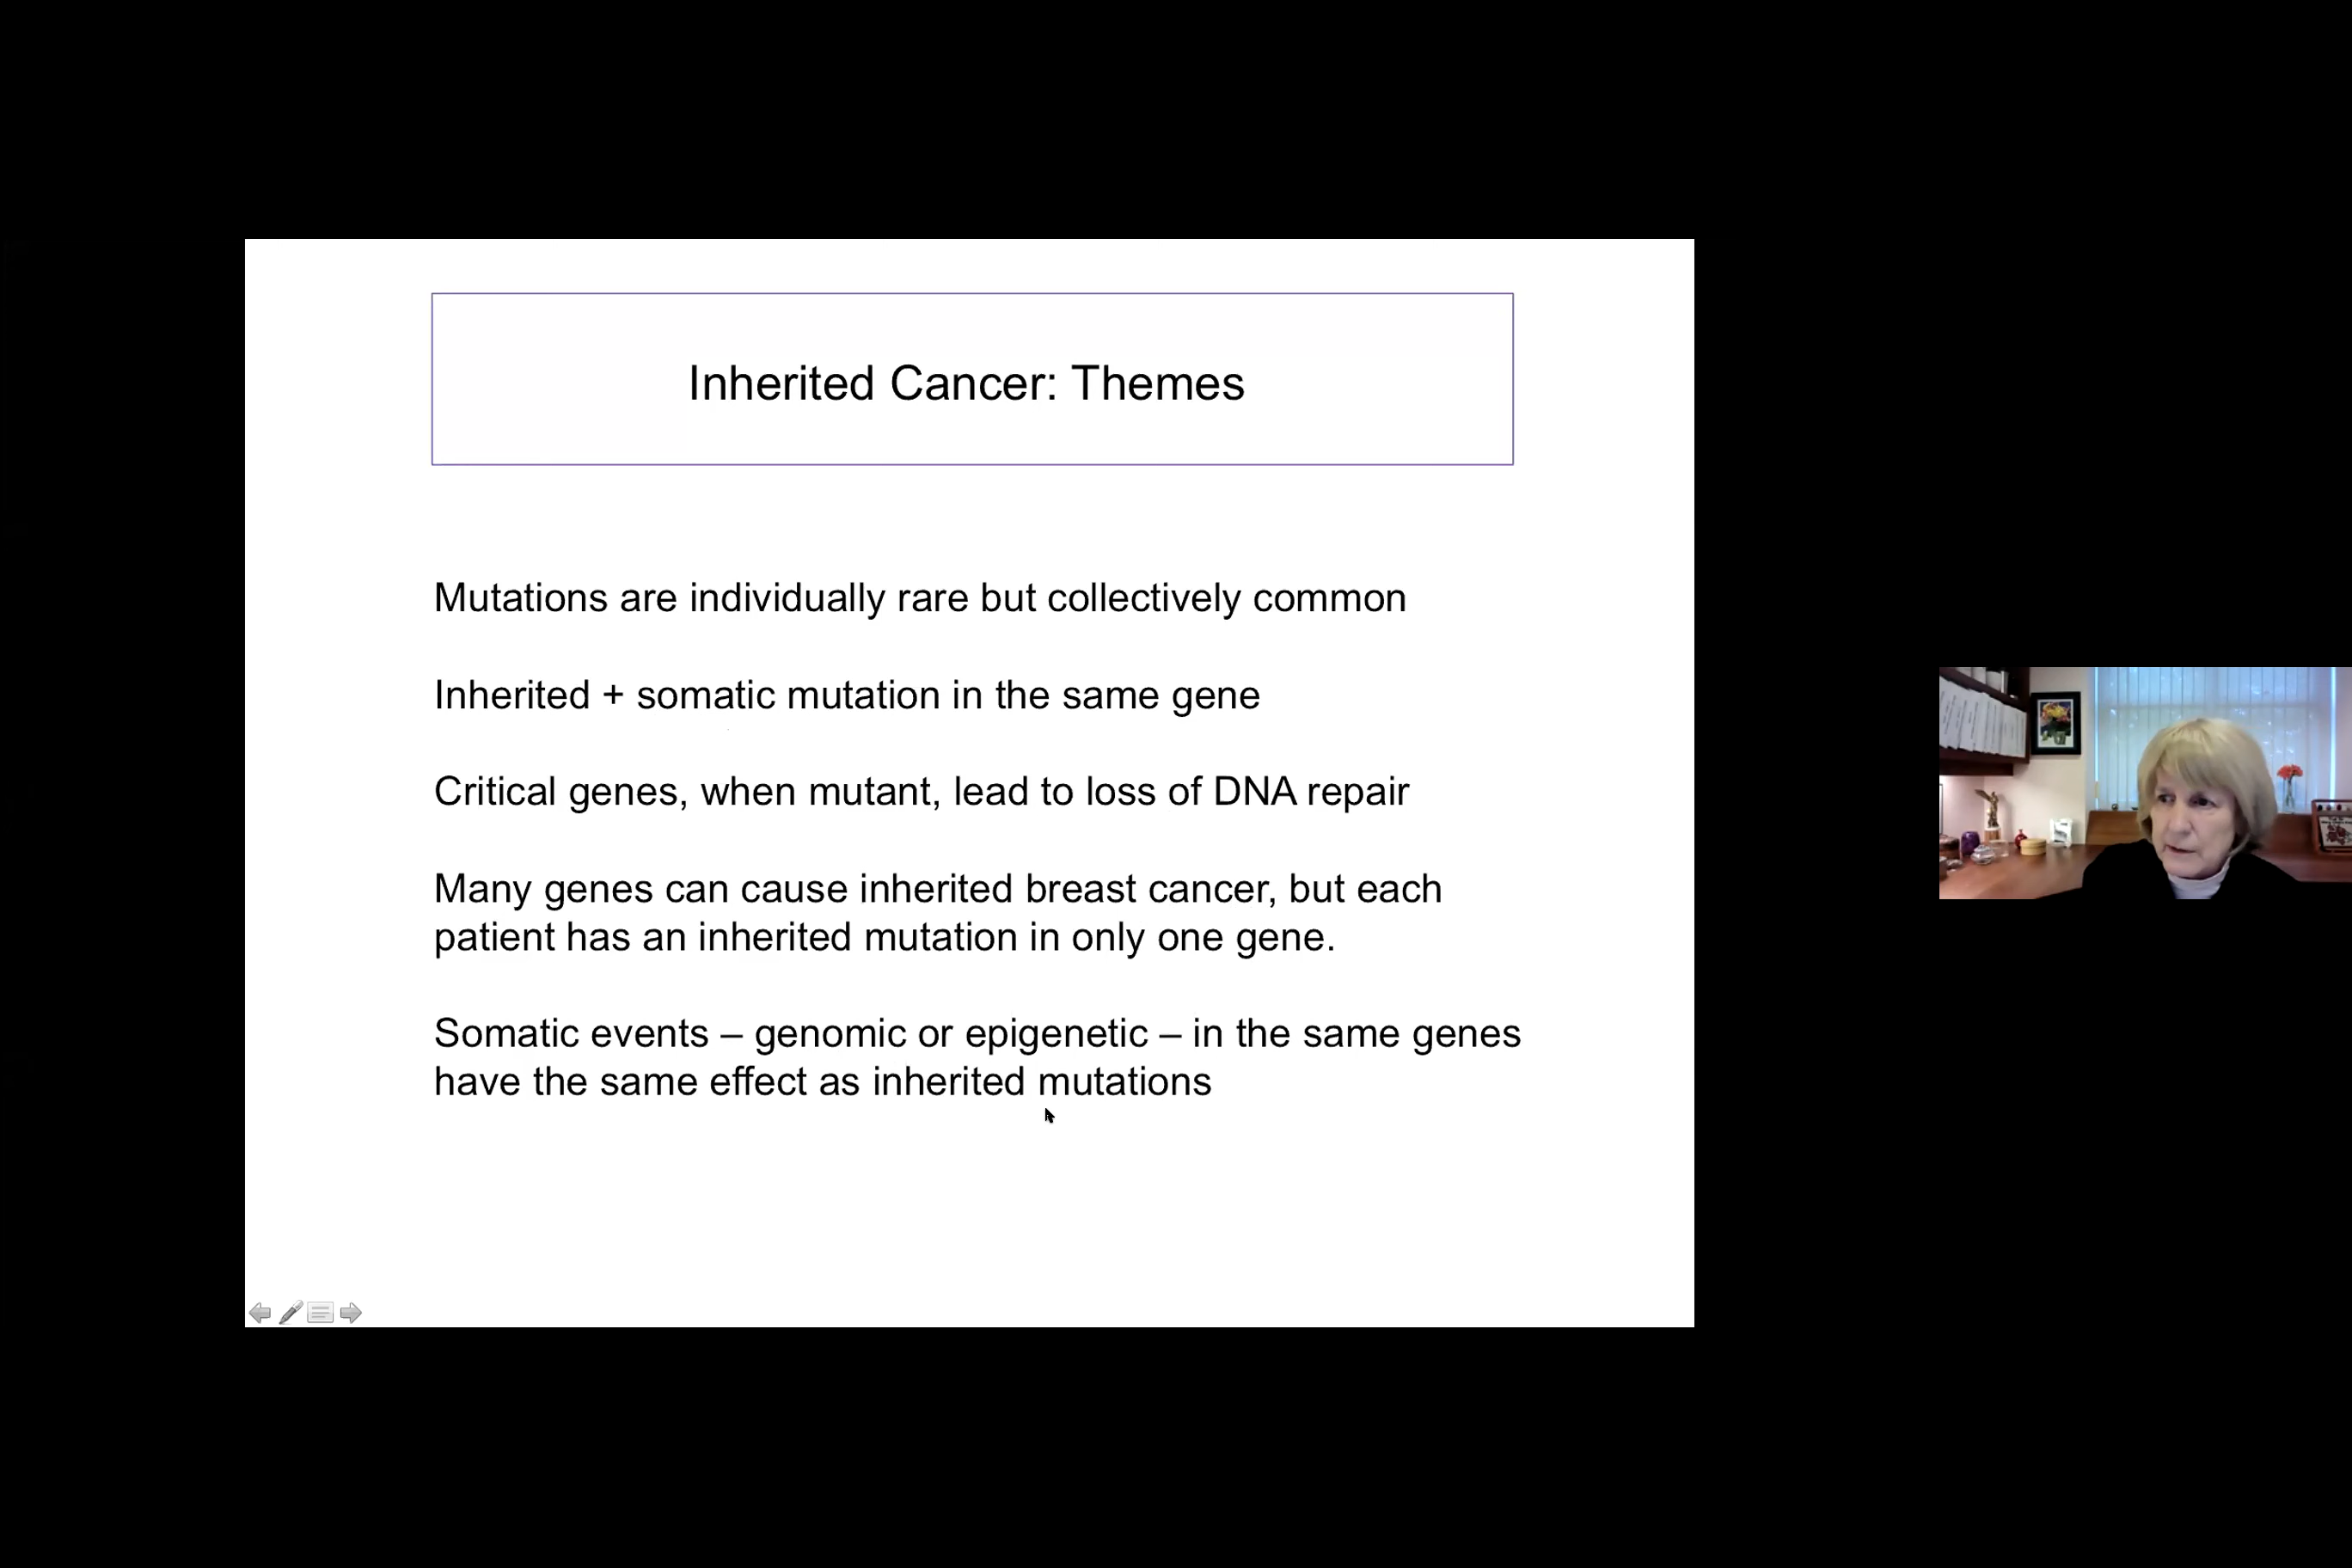 Inherited Cancer: Themes
Mutations are individually rare but collectively common
Inherited + somatic mutation in the same gene
Critical genes, when mutant, lead to loss of DNA repair
Many genes can cause inherited breast cancer, but each
patient has an inherited mutation in only one gene.
Somatic events – genomic or epigenetic – in the same genes
have the same effect as inherited mutations